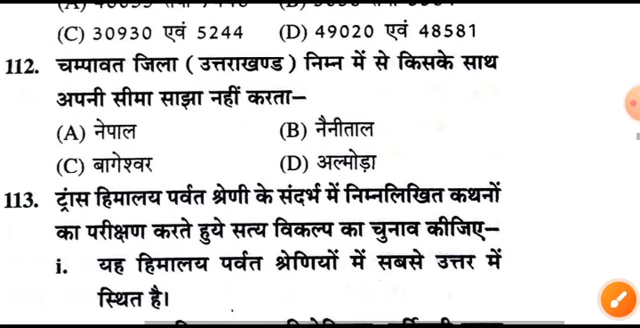 (C) 30930 एवं 5244 (D) 49020 एवं 48581
112. चम्पावत जिला ( उत्तराखण्ड ) निम्न में से किसके साथ
अपनी सीमा साझा नहीं करता–
(A) नेपाल (B) नैनीताल
(C) बागेश्वर (D) अल्मोड़ा
113. ट्रांस हिमालय पर्वत श्रेणी के संदर्भ में निम्नलिखित कथनों
का परीक्षण करते हुये सत्य विकल्प का चुनाव कीजिए–
i. यह हिमालय पर्वत श्रेणियों में सबसे उत्तर में
स्थित है।